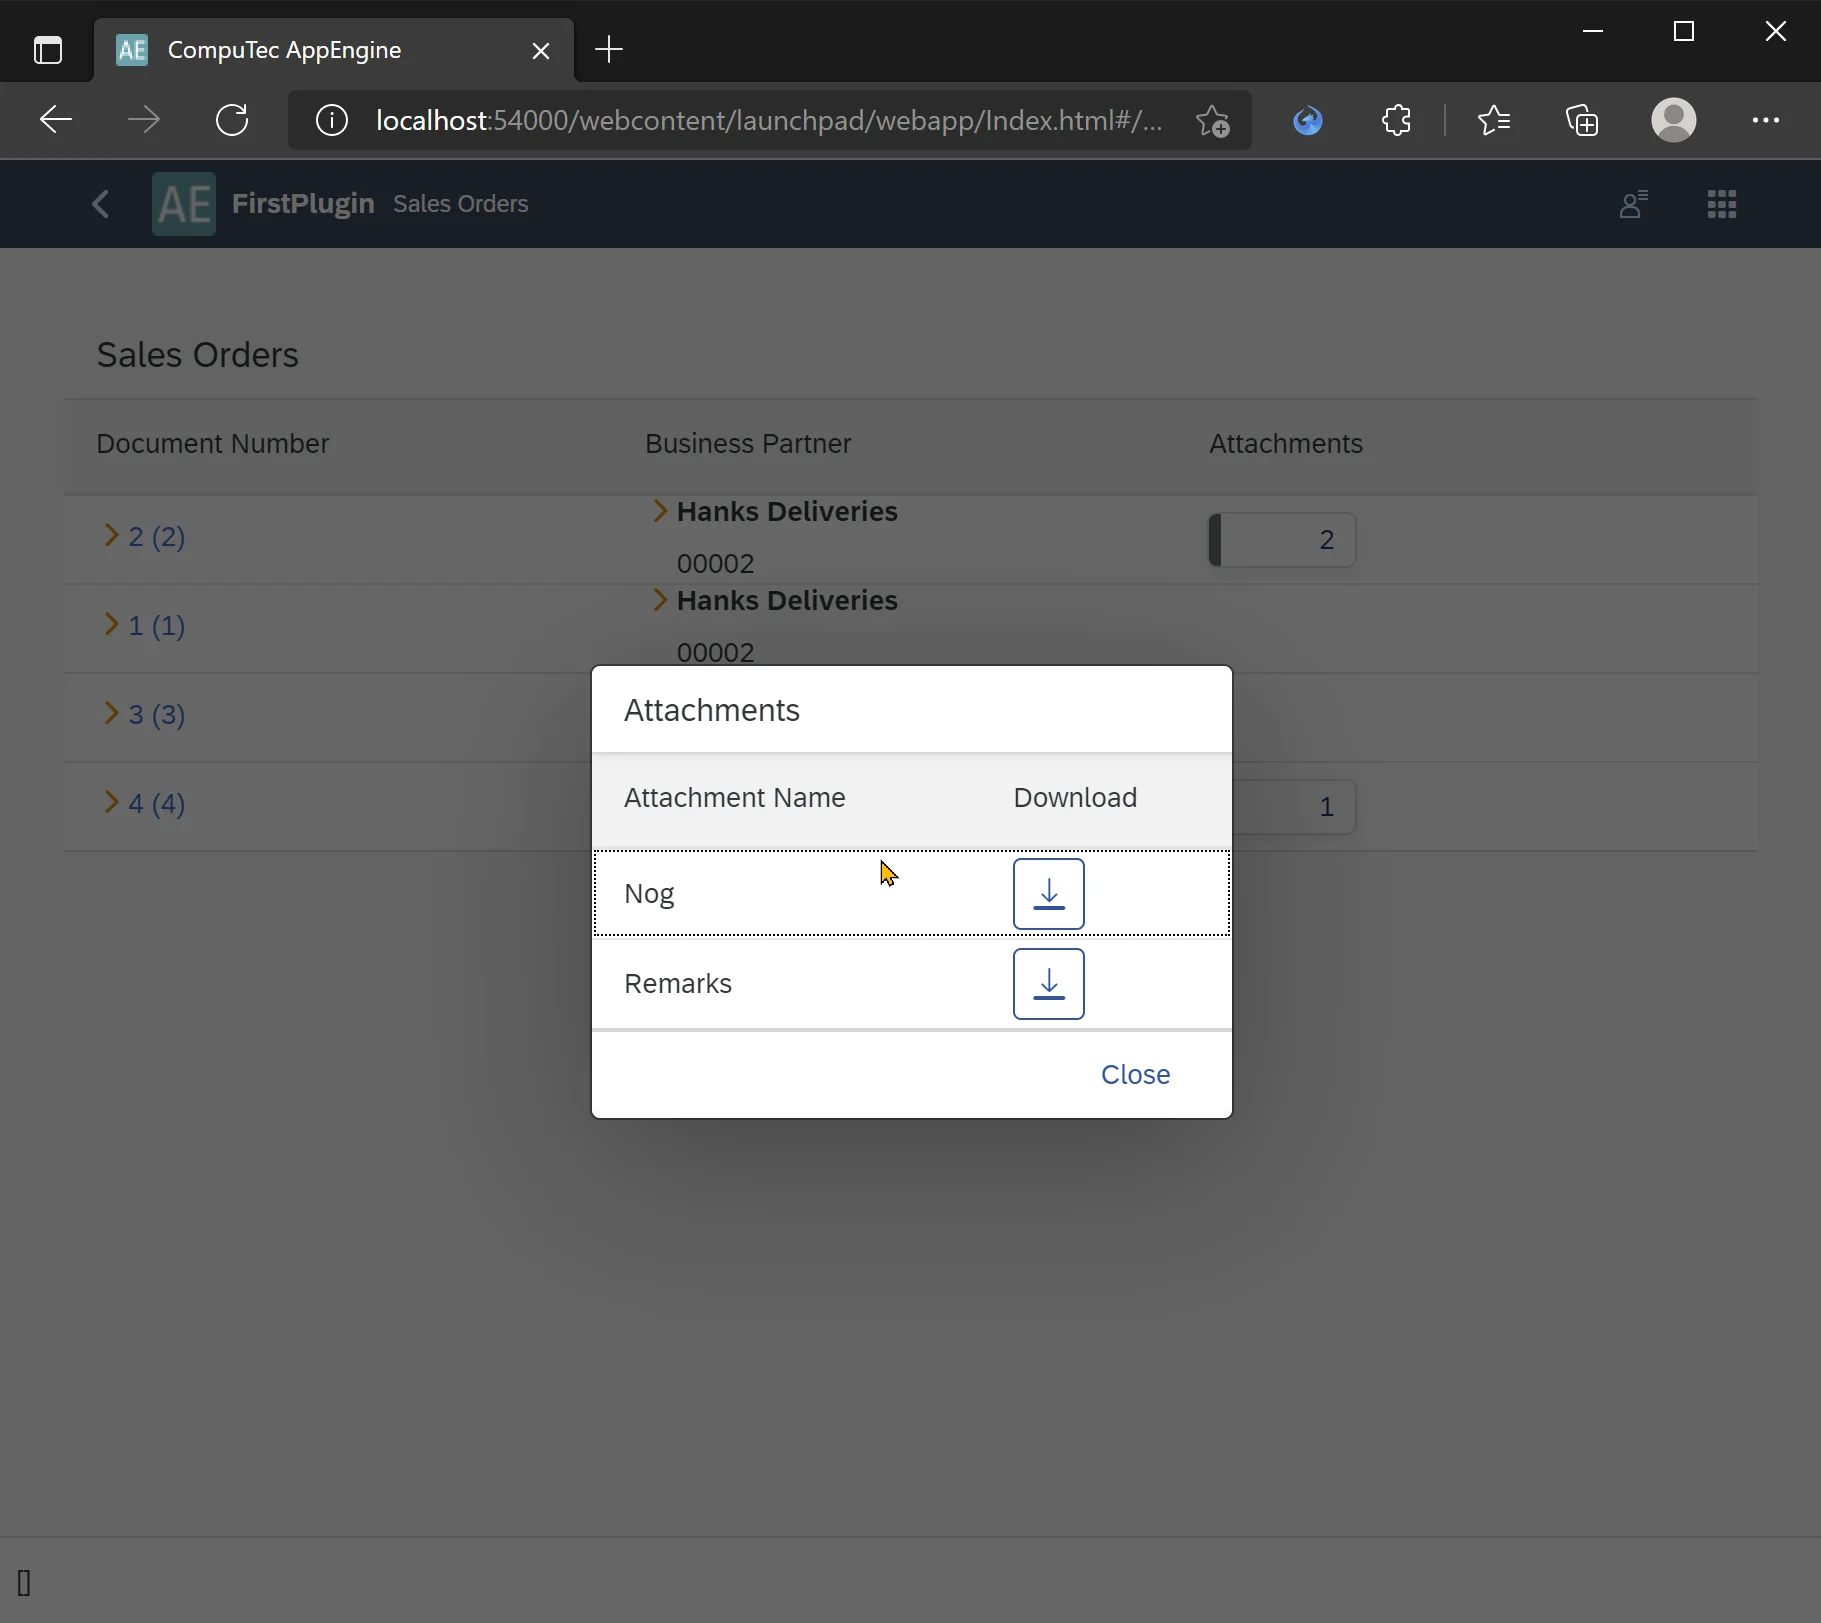 AE CompuTec AppEngine
localhost:54000/webcontent/launchpad/webapp/Index.html#/...
AE FirstPlugin Sales Orders
Sales Orders
Document Number Business Partner Attachments
2 (2) Hanks Deliveries 2
00002
1 (1) Hanks Deliveries
00002
3 (3)
4 (4) 1
Attachments
Attachment Name Download
Nog
Remarks
Close
[]